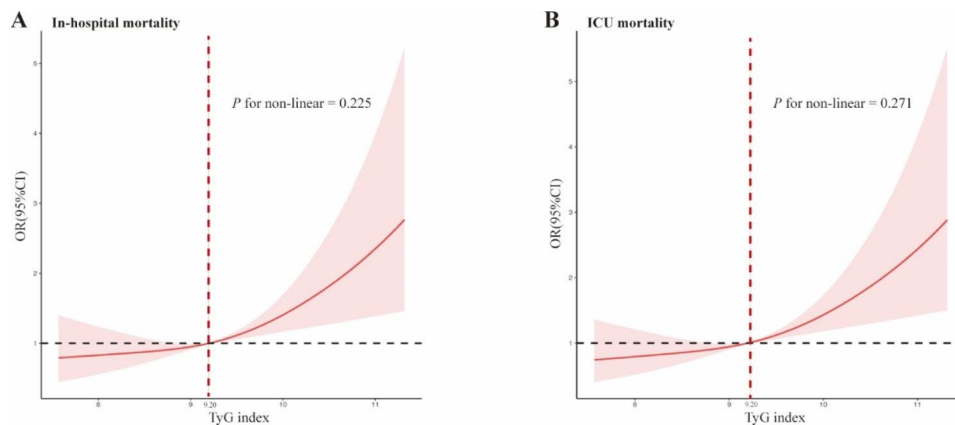 A In-hospital mortality
P for non-linear = 0.225
OR(95%CI)
5
4
3
2
1
8
9
9.20
10
11
TyG index
B ICU mortality
P for non-linear = 0.271
OR(95%CI)
5
4
3
2
1
8
9
9.20
10
11
TyG index